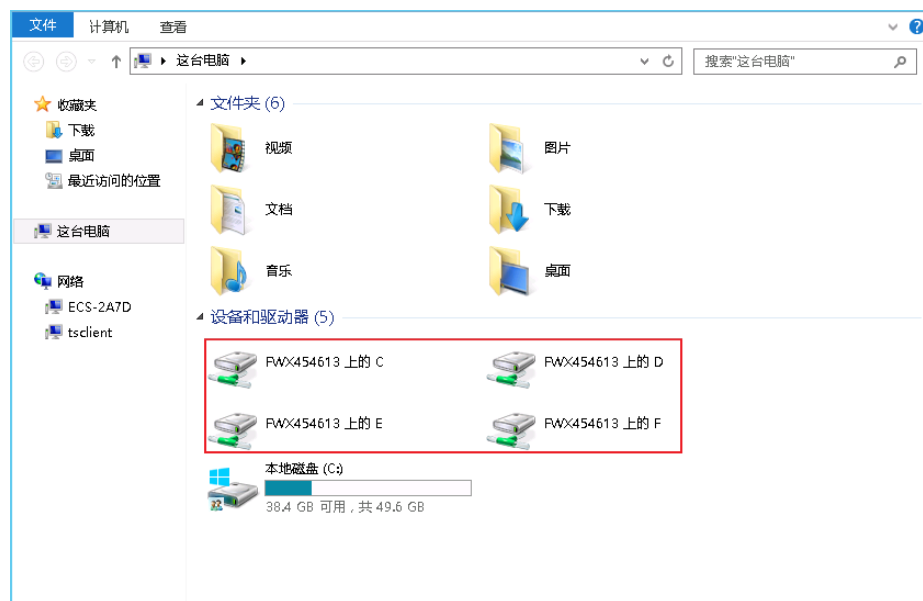 文件 计算机 查看
这台电脑 搜索"这台电脑"
收藏夹
下载
桌面
最近访问的位置
这台电脑
网络
ECS-2A7D
tsclient
文件夹 (6)
视频 图片
文档 下载
音乐 桌面
设备和驱动器 (5)
FWX454613 上的 C FWX454613 上的 D
FWX454613 上的 E FWX454613 上的 F
本地磁盘 (C:)
38.4 GB 可用，共 49.6 GB